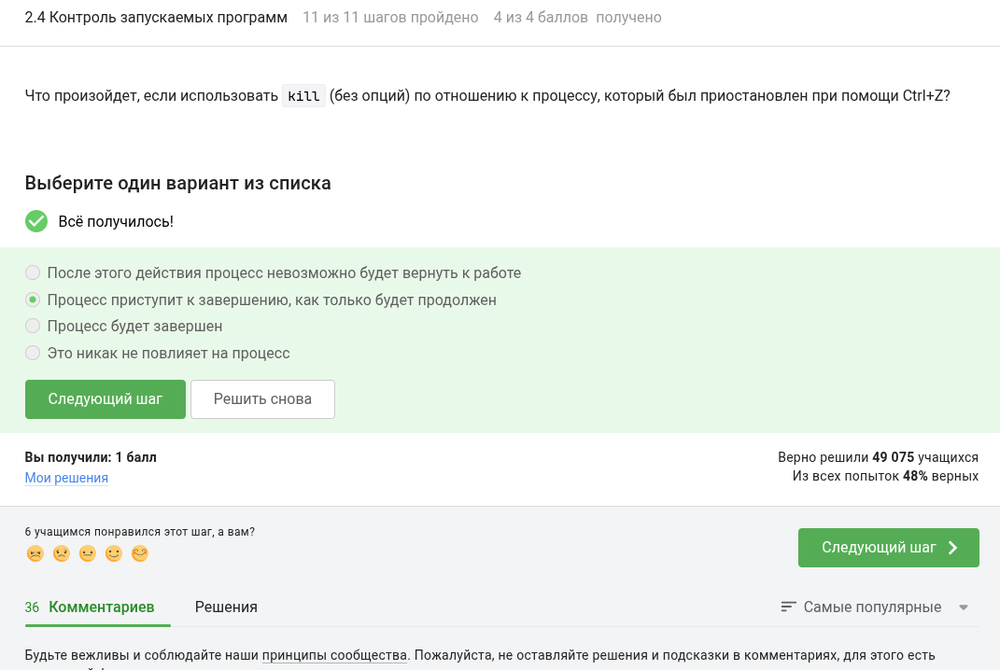 2.4 Контроль запускаемых программ 11 из 11 шагов пройдено 4 из 4 баллов получено
Что произойдет, если использовать kill (без опций) по отношению к процессу, который был приостановлен при помощи Ctrl+Z?
Выберите один вариант из списка
Всё получилось!
После этого действия процесс невозможно будет вернуть к работе
Процесс приступит к завершению, как только будет продолжен
Процесс будет завершен
Это никак не повлияет на процесс
Следующий шаг Решить снова
Вы получили: 1 балл Верно решили 49 075 учащихся
Мои решения Из всех попыток 48% верных
6 учащимся понравился этот шаг, а вам?
Следующий шаг
36 Комментариев Решения Самые популярные
Будьте вежливы и соблюдайте наши принципы сообщества. Пожалуйста, не оставляйте решения и подсказки в комментариях, для этого есть